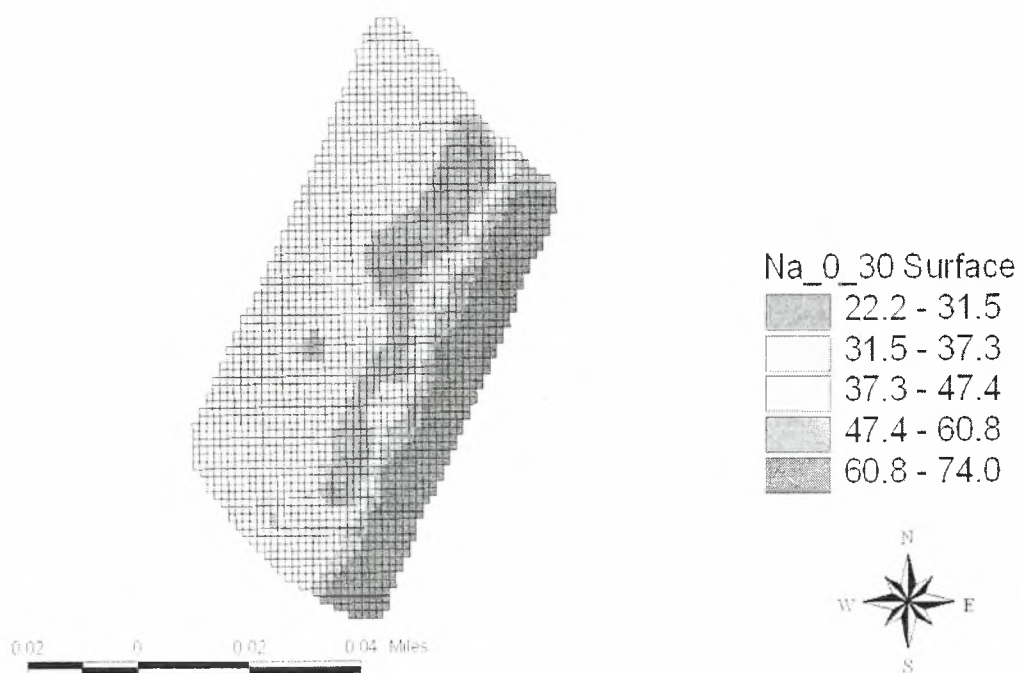 Na_0_30 Surface
22.2 - 31.5
31.5 - 37.3
37.3 - 47.4
47.4 - 60.8
60.8 - 74.0
N
W E
S
0.02 0 0.02 0.04 Miles